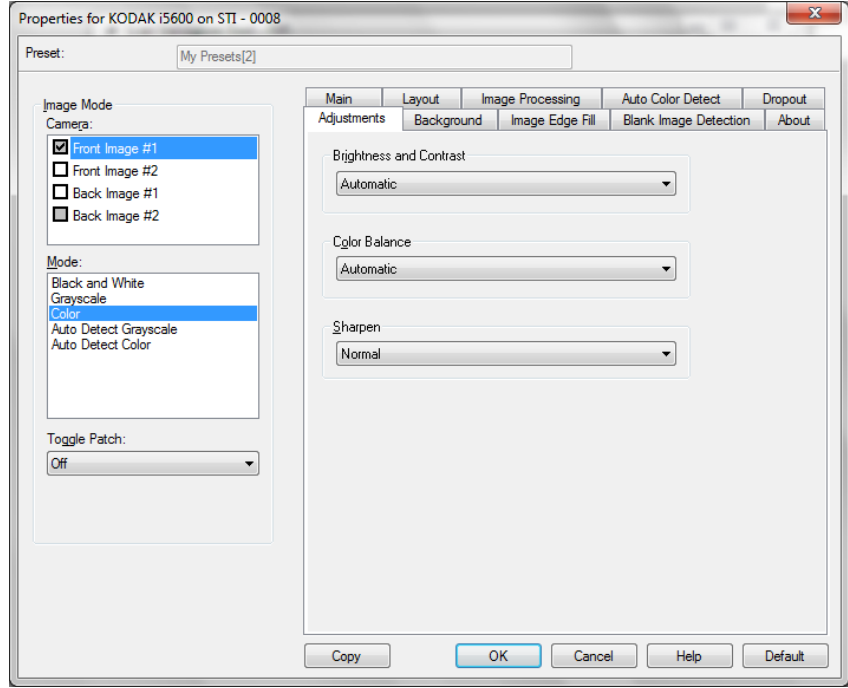 Properties for KODAK i5600 on STI - 0008
Preset: My Presets[2]
Image Mode
Camera:
Front Image #1
Front Image #2
Back Image #1
Back Image #2
Mode:
Black and White
Grayscale
Color
Auto Detect Grayscale
Auto Detect Color
Toggle Patch:
Off
Main Layout Image Processing Auto Color Detect Dropout
Adjustments Background Image Edge Fill Blank Image Detection About
Brightness and Contrast
Automatic
Color Balance
Automatic
Sharpen
Normal
Copy OK Cancel Help Default